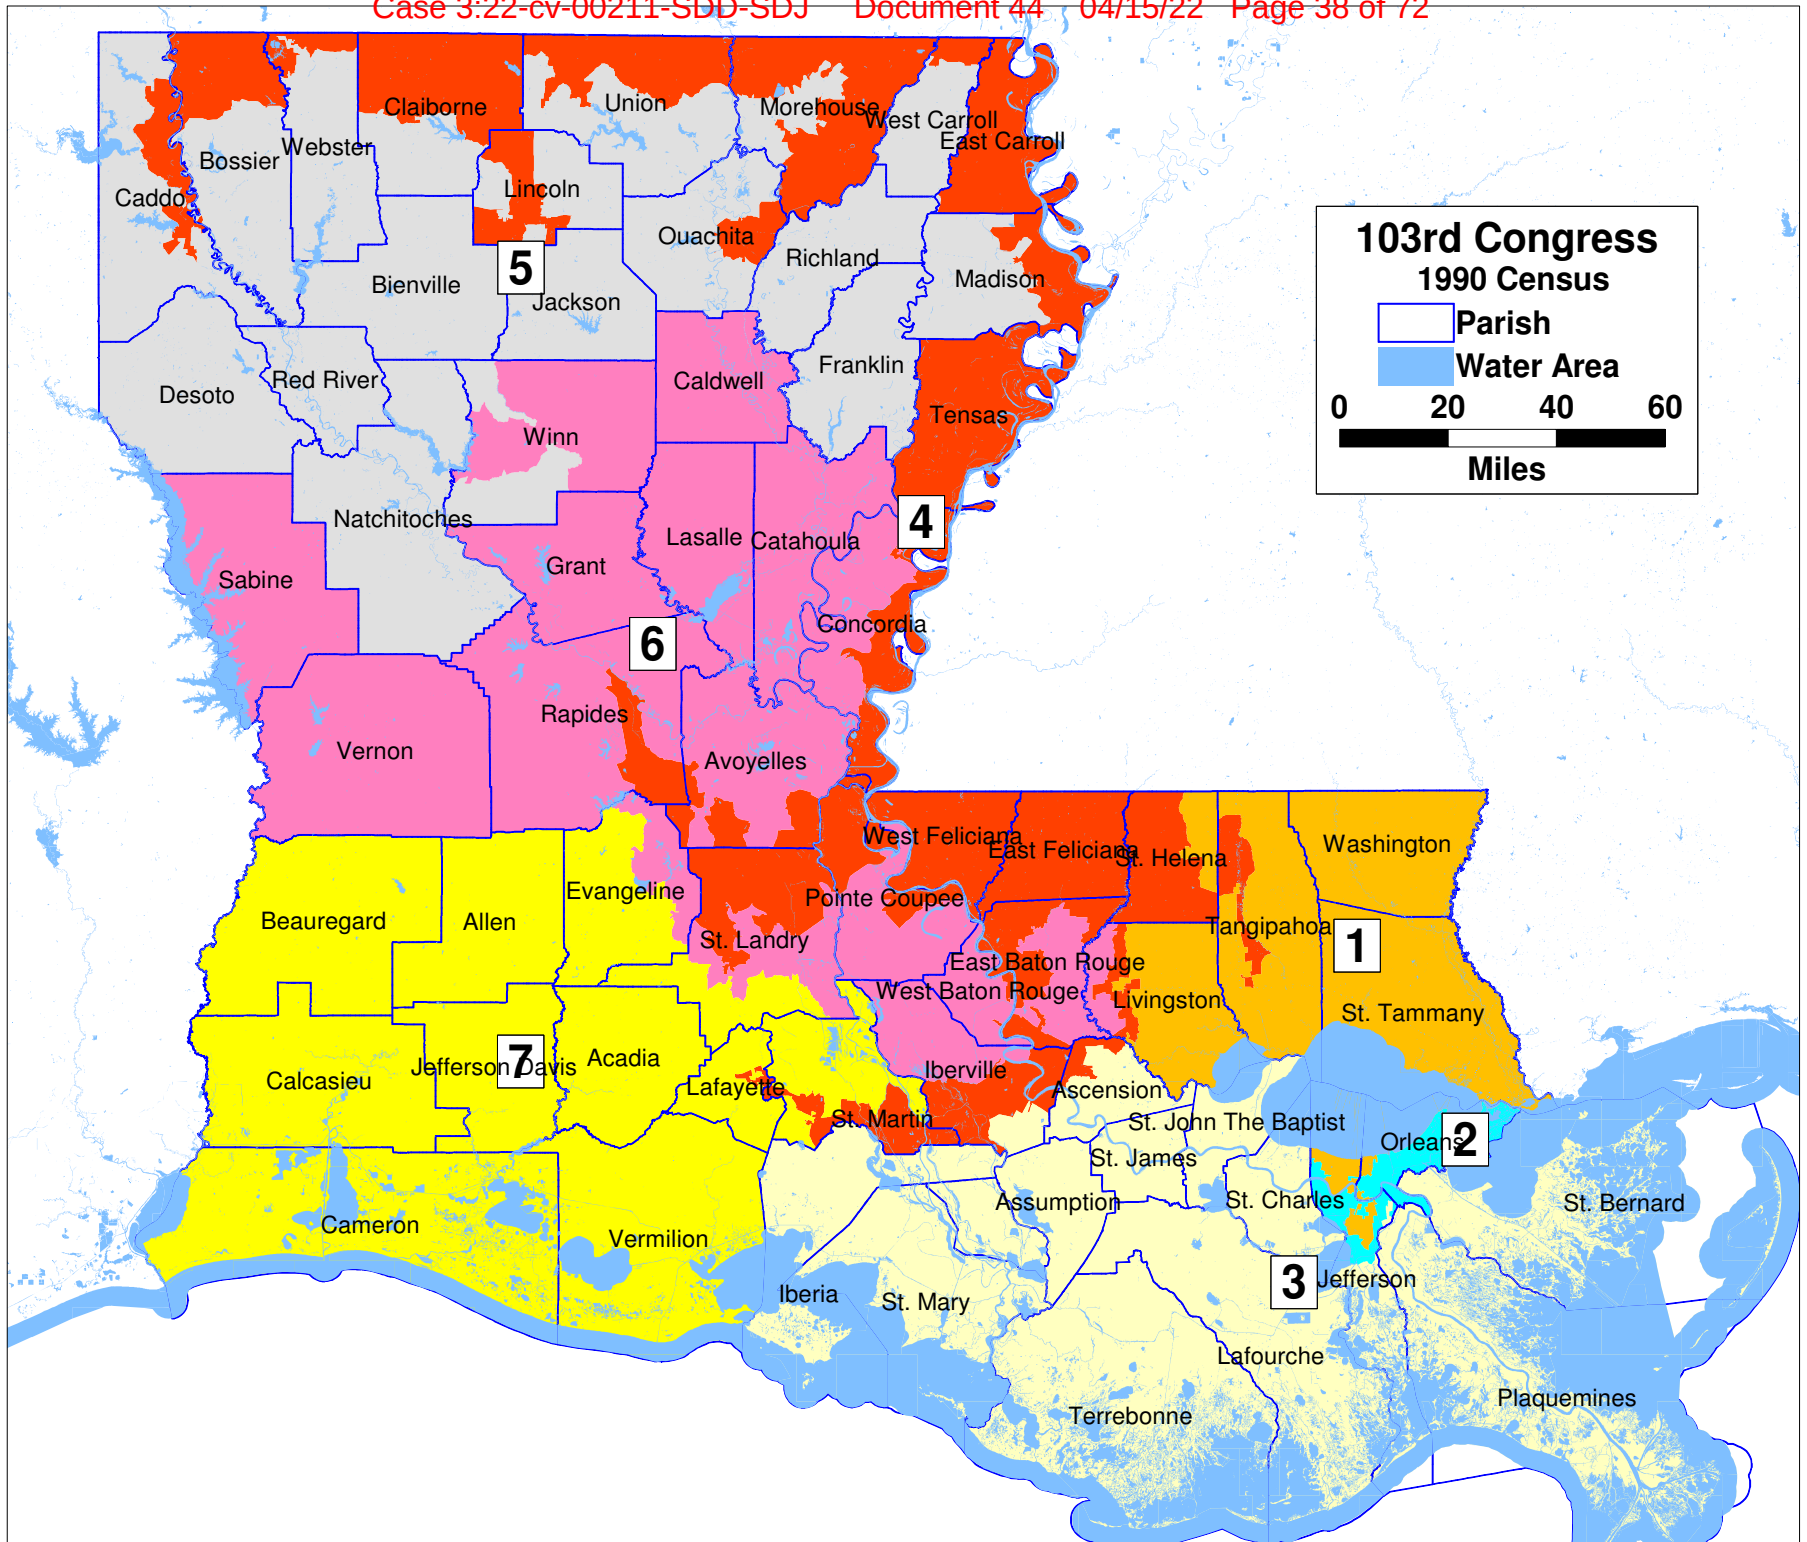 Case 3:22-cv-00211-SDD-SDJ Document 44 04/15/22 Page 38 of 72
103rd Congress
1990 Census
Parish
Water Area
0 20 40 60
Miles
Claiborne
Union
Morehouse
West Carroll
East Carroll
Webster
Bossier
Caddo
Lincoln
Ouachita
Richland
Madison
5
Bienville
Jackson
Desoto
Red River
Caldwell
Franklin
Tensas
Winn
Natchitoches
Lasalle
Catahoula
4
Sabine
Grant
Concordia
6
Rapides
Vernon
Avoyelles
West Feliciana
East Feliciana
St. Helena
Washington
Evangeline
Pointe Coupee
Beauregard
Allen
St. Landry
Tangipahoa
1
East Baton Rouge
West Baton Rouge
Livingston
St. Tammany
7
Jefferson Davis
Acadia
Calcasieu
Lafayette
Iberville
Ascension
St. Martin
St. John The Baptist
Orleans
2
St. James
Assumption
St. Charles
St. Bernard
Cameron
Vermilion
3
Jefferson
Iberia
St. Mary
Lafourche
Plaquemines
Terrebonne